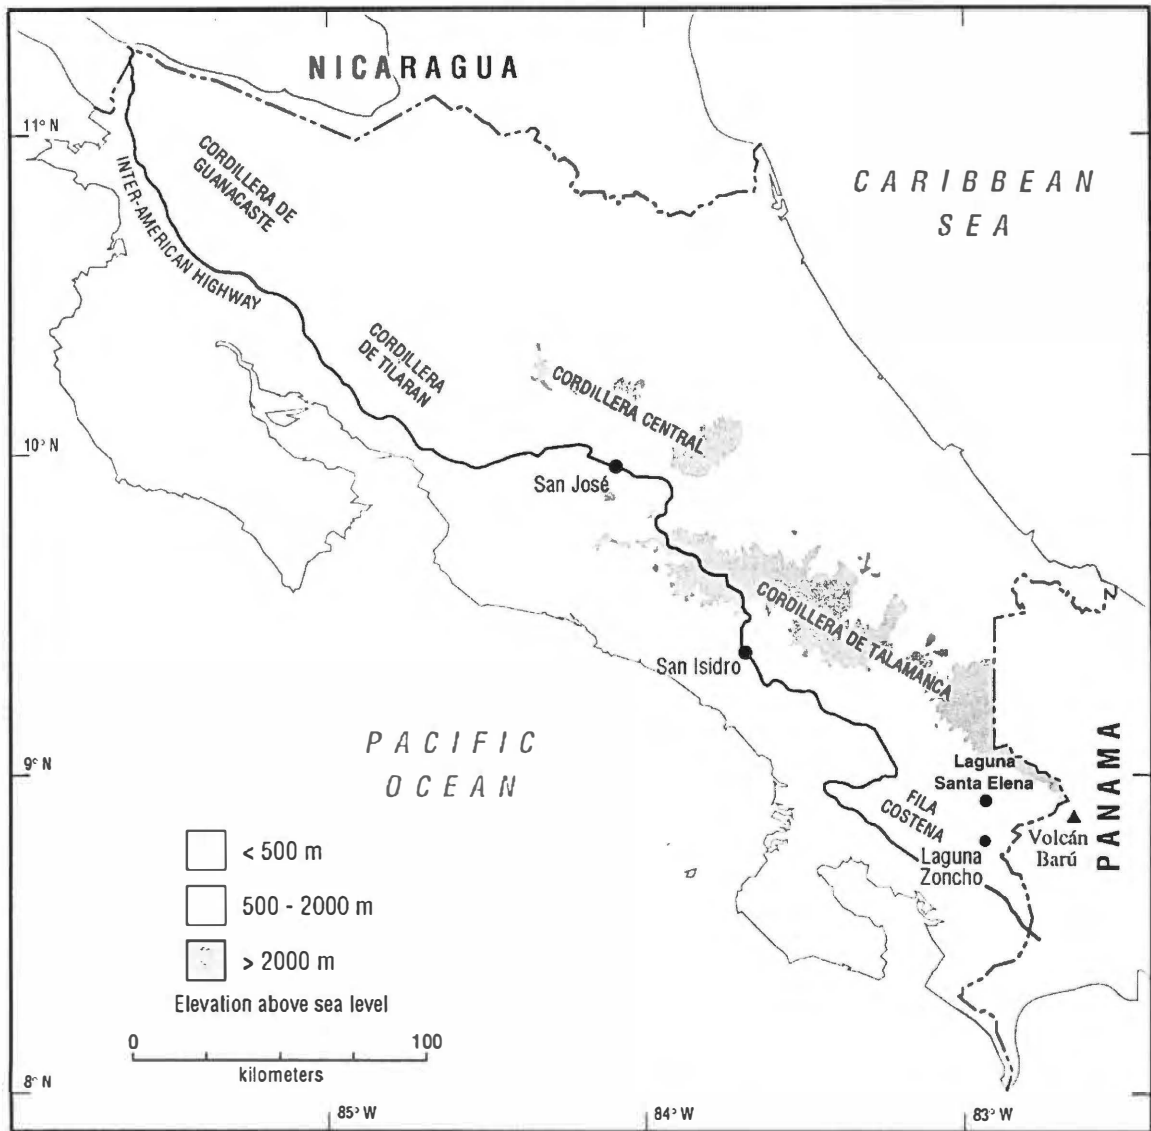 NICARAGUA
11° N
CORDILLERA DE
GUANACASTE
CARIBBEAN
SEA
INTER-AMERICAN HIGHWAY
CORDILLERA
DE TILARAN
CORDILLERA CENTRAL
10° N
San José
CORDILLERA DE TALAMANCA
San Isidro
PACIFIC
OCEAN
9° N
Laguna
Santa Elena
FILA
COSTENA
PANAMA
Volcán
Barú
Laguna
Zoncho
< 500 m
500 - 2000 m
> 2000 m
Elevation above sea level
0
100
kilometers
8° N
85° W
84° W
83° W